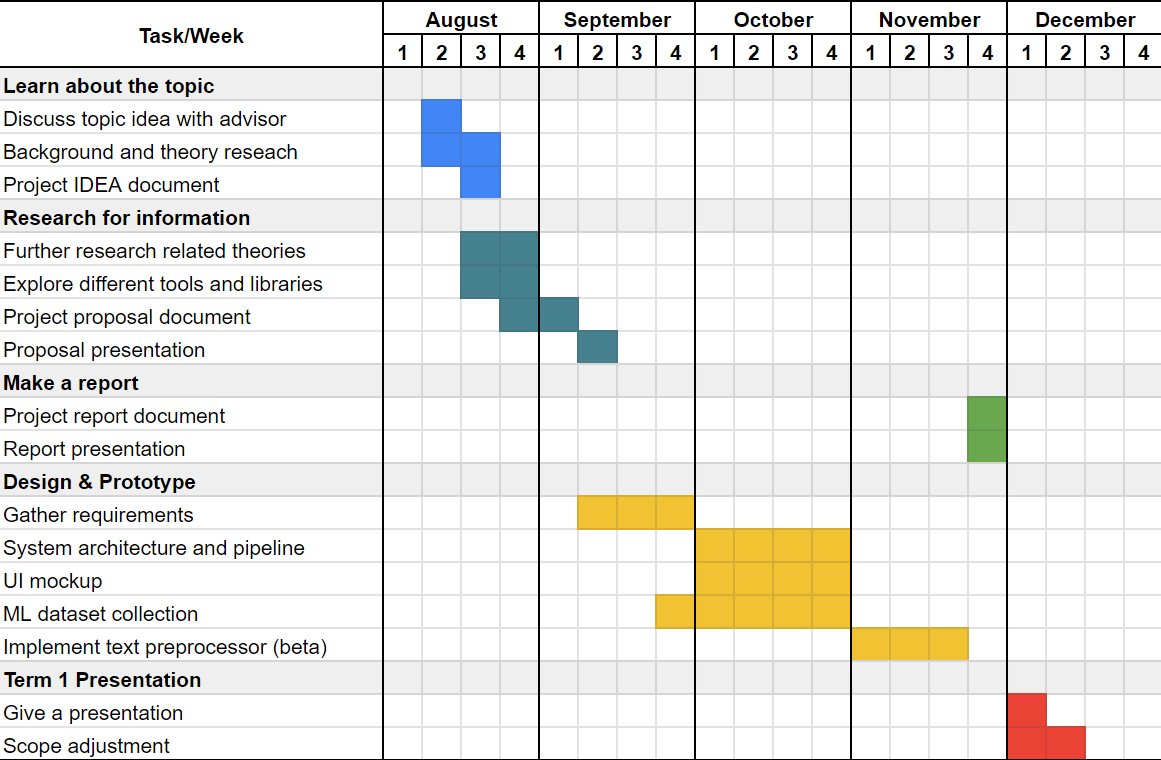 Task/Week August September October November December
1 2 3 4 1 2 3 4 1 2 3 4 1 2 3 4 1 2 3 4
Learn about the topic
Discuss topic idea with advisor
Background and theory reseach
Project IDEA document
Research for information
Further research related theories
Explore different tools and libraries
Project proposal document
Proposal presentation
Make a report
Project report document
Report presentation
Design & Prototype
Gather requirements
System architecture and pipeline
UI mockup
ML dataset collection
Implement text preprocessor (beta)
Term 1 Presentation
Give a presentation
Scope adjustment